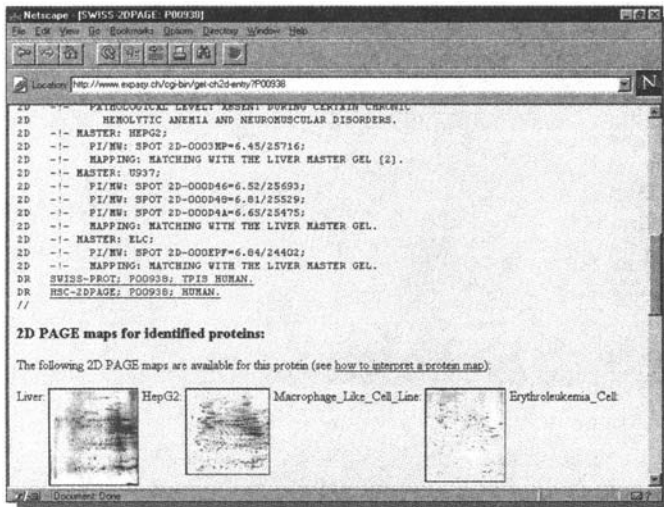 Netscape - [SWISS-2DPAGE: P00938]
File Edit View Go Bookmarks Options Directory Window Help
Location: http://www.expasy.ch/cgi-bin/get-ch2d-entry?P00938
N
2D -!- PATHOLOGICAL LEVEL: ABSENT DURING CERTAIN CHRONIC
2D HEMOLYTIC ANEMIA AND NEUROMUSCULAR DISORDERS.
2D -!- MASTER: HEPG2;
2D -!- PI/MW: SPOT 2D-0003MP=6.45/25716;
2D -!- MAPPING: MATCHING WITH THE LIVER MASTER GEL [2].
2D -!- MASTER: U937;
2D -!- PI/MW: SPOT 2D-000D46=6.52/25693;
2D -!- PI/MW: SPOT 2D-000D48=6.81/25529;
2D -!- PI/MW: SPOT 2D-000D4A=6.65/25475;
2D -!- MAPPING: MATCHING WITH THE LIVER MASTER GEL.
2D -!- MASTER: ELC;
2D -!- PI/MW: SPOT 2D-000EPF=6.84/24402;
2D -!- MAPPING: MATCHING WITH THE LIVER MASTER GEL.
DR SWISS-PROT; P00938; TPIS HUMAN.
DR HSC-2DPAGE; P00938; HUMAN.
//
2D PAGE maps for identified proteins:
The following 2D PAGE maps are available for this protein (see how to interpret a protein map):
Liver: HepG2: Macrophage_Like_Cell_Line: Erythroleukemia_Cell:
Document: Done